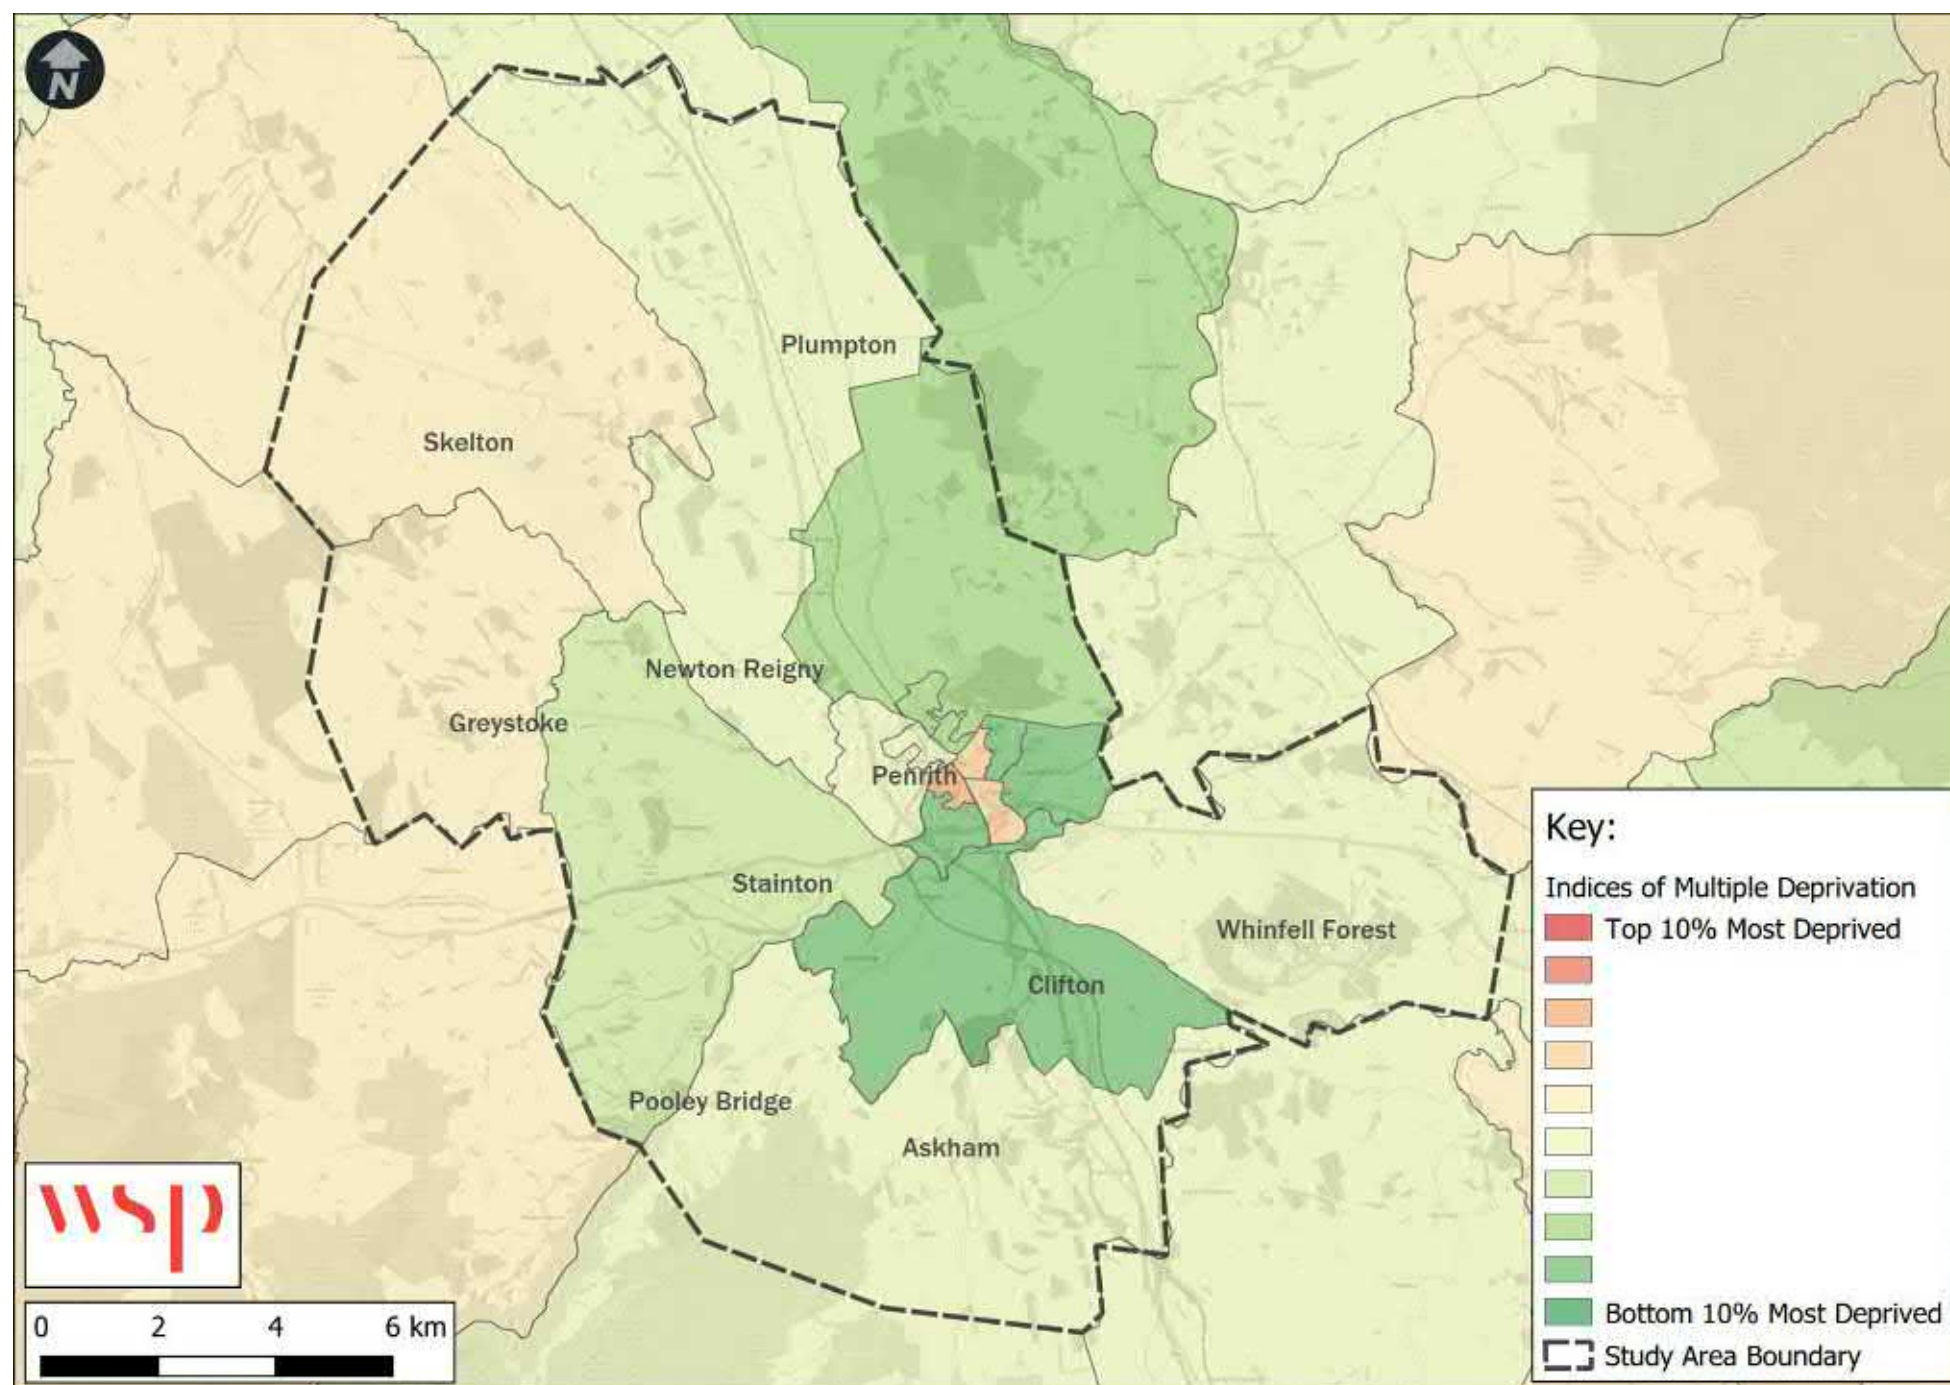 N
Plumpton
Skelton
Newton Reigny
Greystoke
Penrith
Stainton
Whinfell Forest
Clifton
Pooley Bridge
Askham
wsp
0 2 4 6 km
Key:
Indices of Multiple Deprivation
Top 10% Most Deprived
Bottom 10% Most Deprived
Study Area Boundary